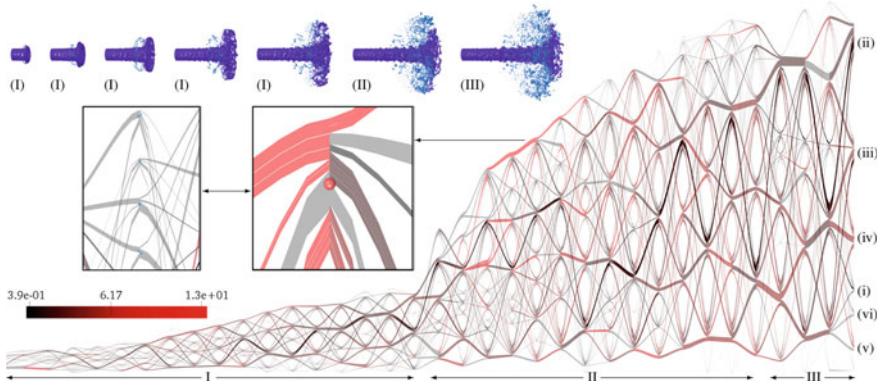 (I) (I) (I) (I) (I) (II) (III)
(ii)
(iii)
(iv)
3.9e-01 6.17 1.3e+01
(i)
(vi)
(v)
I II III